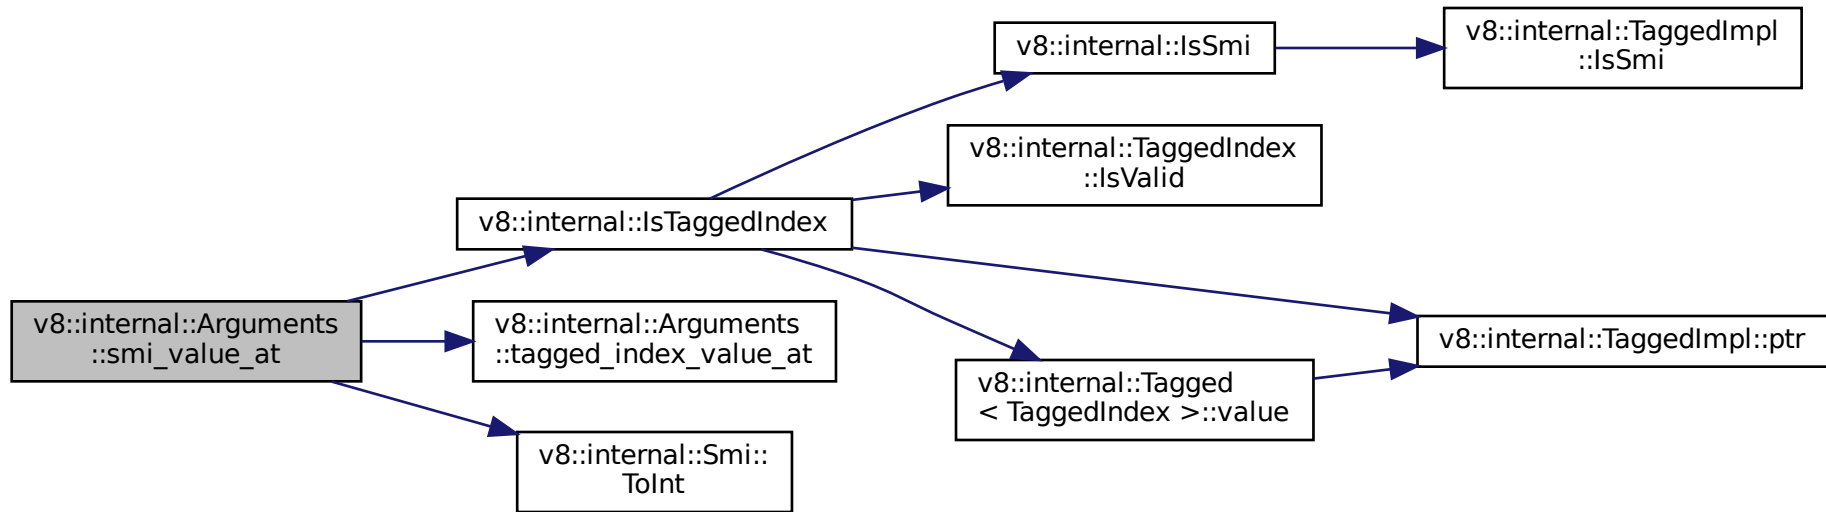 v8::internal::Arguments
::smi_value_at
v8::internal::IsTaggedIndex
v8::internal::Arguments
::tagged_index_value_at
v8::internal::Smi::
ToInt
v8::internal::IsSmi
v8::internal::TaggedIndex
::IsValid
v8::internal::Tagged
< TaggedIndex >::value
v8::internal::TaggedImpl
::IsSmi
v8::internal::TaggedImpl::ptr